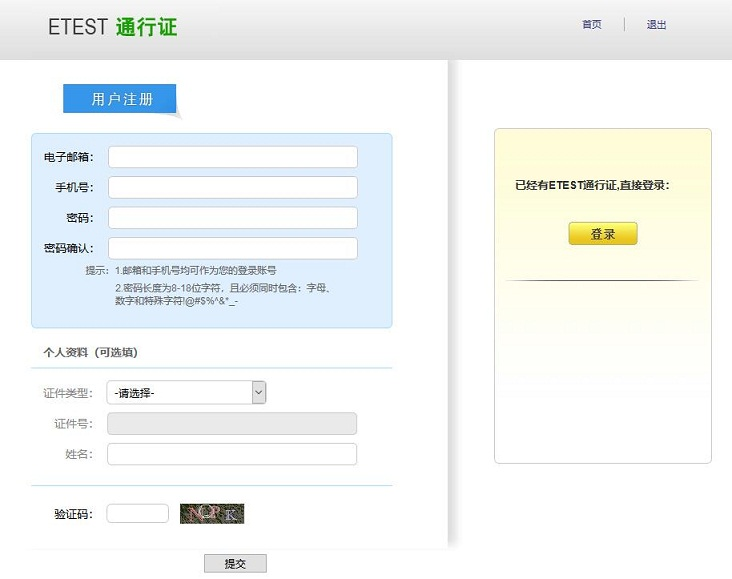 ETEST 通行证
首页
退出
用户注册
电子邮箱：
手机号：
密码：
密码确认：
提示： 1.邮箱和手机号均可作为您的登录账号
2.密码长度为8-18位字符，且必须同时包含：字母、
数字和特殊字符!@#$%^&*_-
个人资料（可选填）
证件类型： -请选择-
证件号：
姓名：
验证码：
提交
已经有ETEST通行证,直接登录：
登录